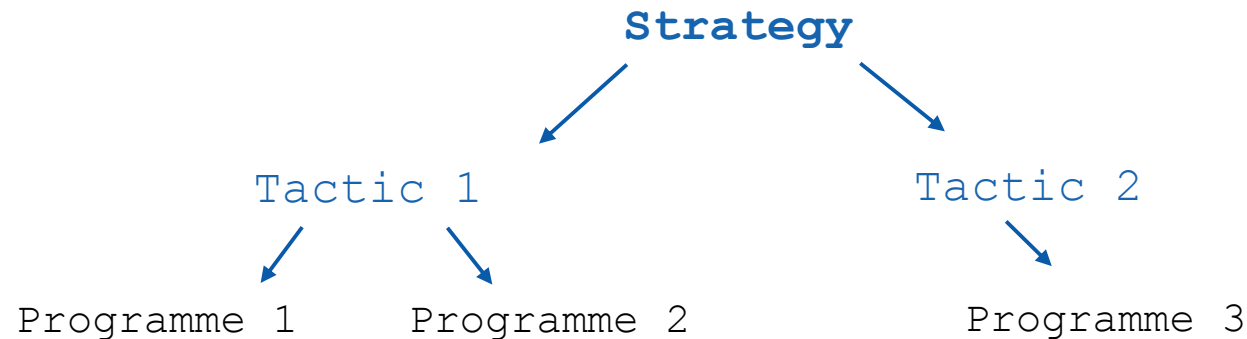 Strategy
Tactic 1
Tactic 2
Programme 1
Programme 2
Programme 3